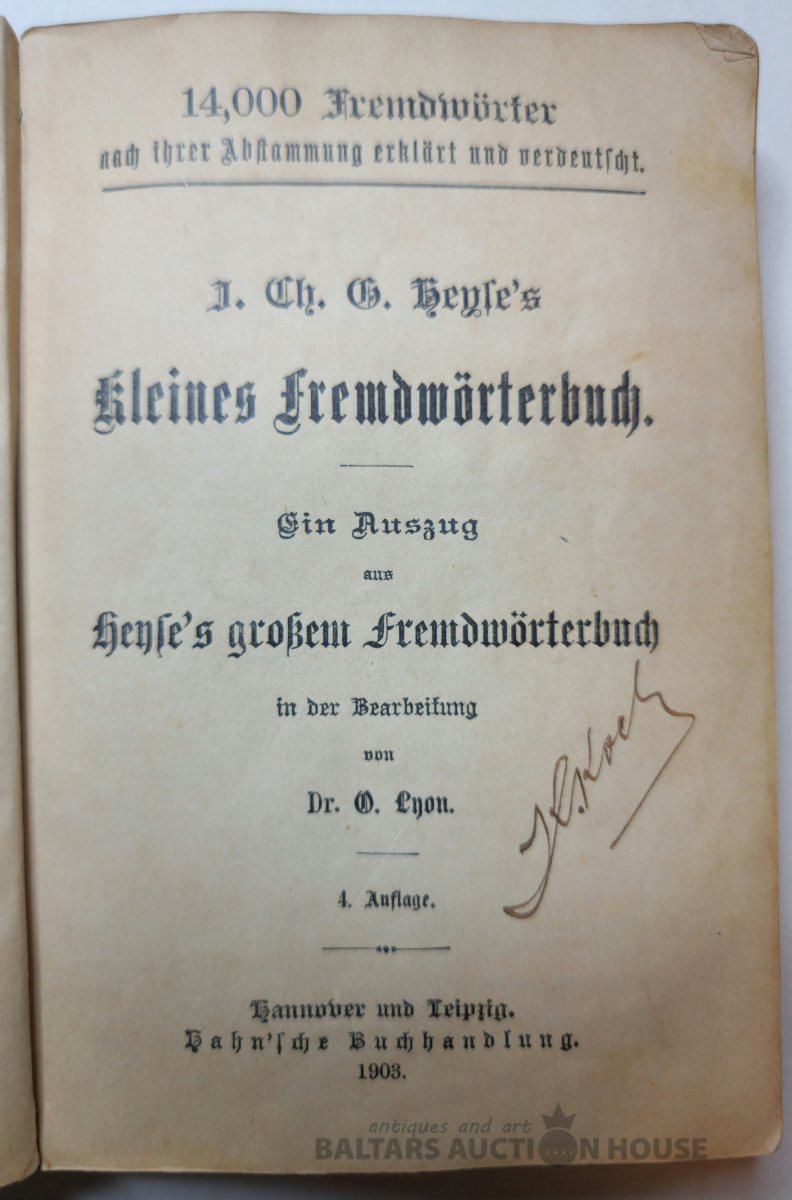 14,000 Fremdwörter
nach ihrer Abstammung erklärt und verdeutscht.
J. Ch. G. Heyse's
Kleines Fremdwörterbuch.
Ein Auszug
aus
Heyse's großem Fremdwörterbuch
in der Bearbeitung
von
Dr. O. Lyon.
Koch
4. Auflage.
Hannover und Leipzig.
Hahn'sche Buchhandlung.
1903.
antiques and art
BALTARS AUCTION HOUSE